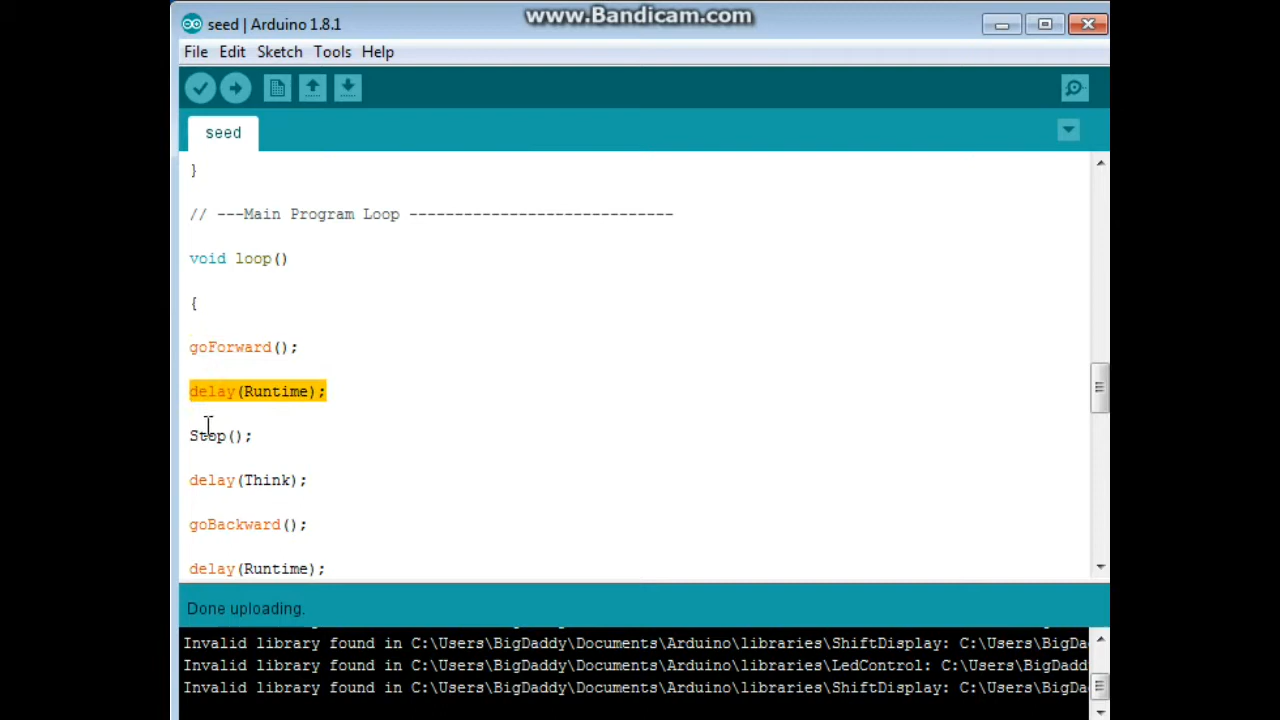 www.Bandicam.com
seed | Arduino 1.8.1
File Edit Sketch Tools Help
seed
}
// ---Main Program Loop -----------------------------
void loop()
{
goForward();
delay(Runtime);
Stop();
delay(Think);
goBackward();
delay(Runtime);
Done uploading.
Invalid library found in C:\Users\BigDaddy\Documents\Arduino\libraries\ShiftDisplay: C:\Users\BigDa
Invalid library found in C:\Users\BigDaddy\Documents\Arduino\libraries\LedControl: C:\Users\BigDadd
Invalid library found in C:\Users\BigDaddy\Documents\Arduino\libraries\ShiftDisplay: C:\Users\BigDa